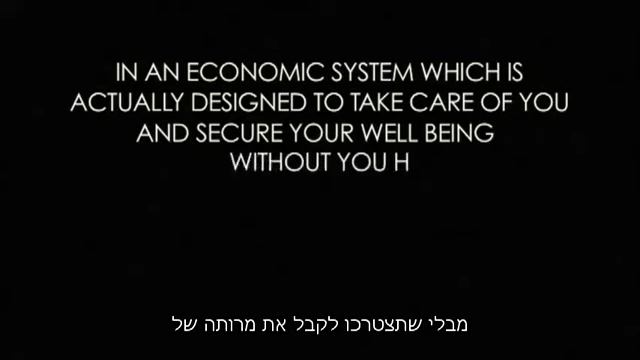 IN AN ECONOMIC SYSTEM WHICH IS
ACTUALLY DESIGNED TO TAKE CARE OF YOU
AND SECURE YOUR WELL BEING
WITHOUT YOU H
מבלי שתצטרכו לקבל את מרותה של